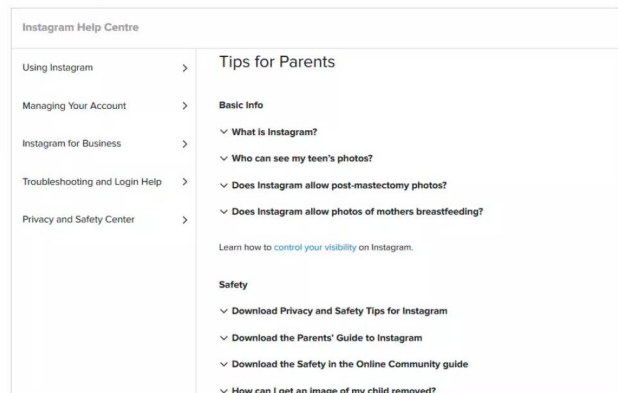 Instagram Help Centre
Using Instagram
Managing Your Account
Instagram for Business
Troubleshooting and Login Help
Privacy and Safety Center
Tips for Parents
Basic Info
What is Instagram?
Who can see my teen's photos?
Does Instagram allow post-mastectomy photos?
Does Instagram allow photos of mothers breastfeeding?
Learn how to control your visibility on Instagram.
Safety
Download Privacy and Safety Tips for Instagram
Download the Parents' Guide to Instagram
Download the Safety in the Online Community guide
How can I get an image of my child removed?